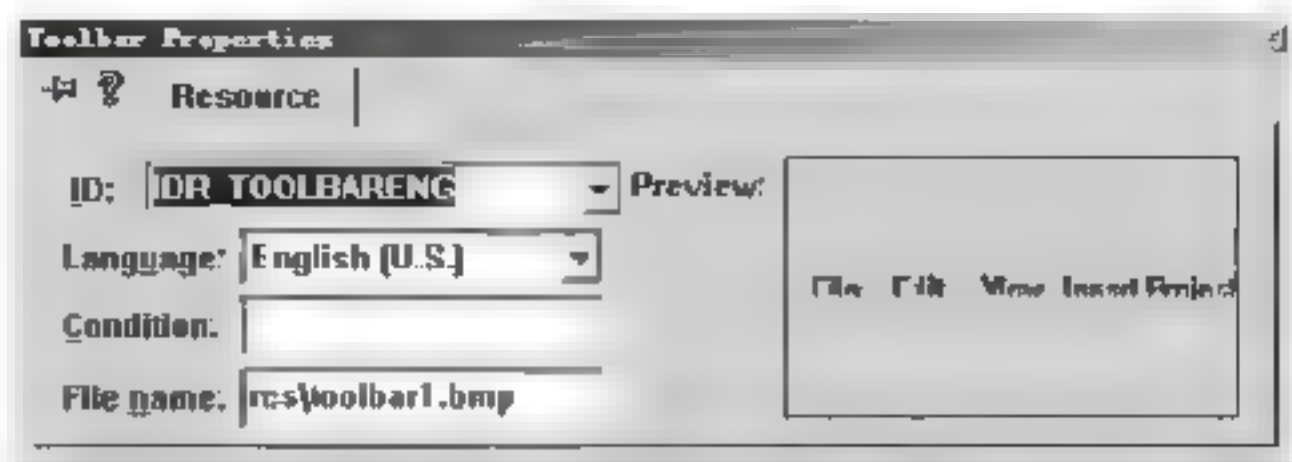 Toolbar Properties
? Resource
ID: IDR_TOOLBARENG Preview:
Language: English (U.S.)
File Edit View Insert Project
Condition:
File name: res\toolbar1.bmp